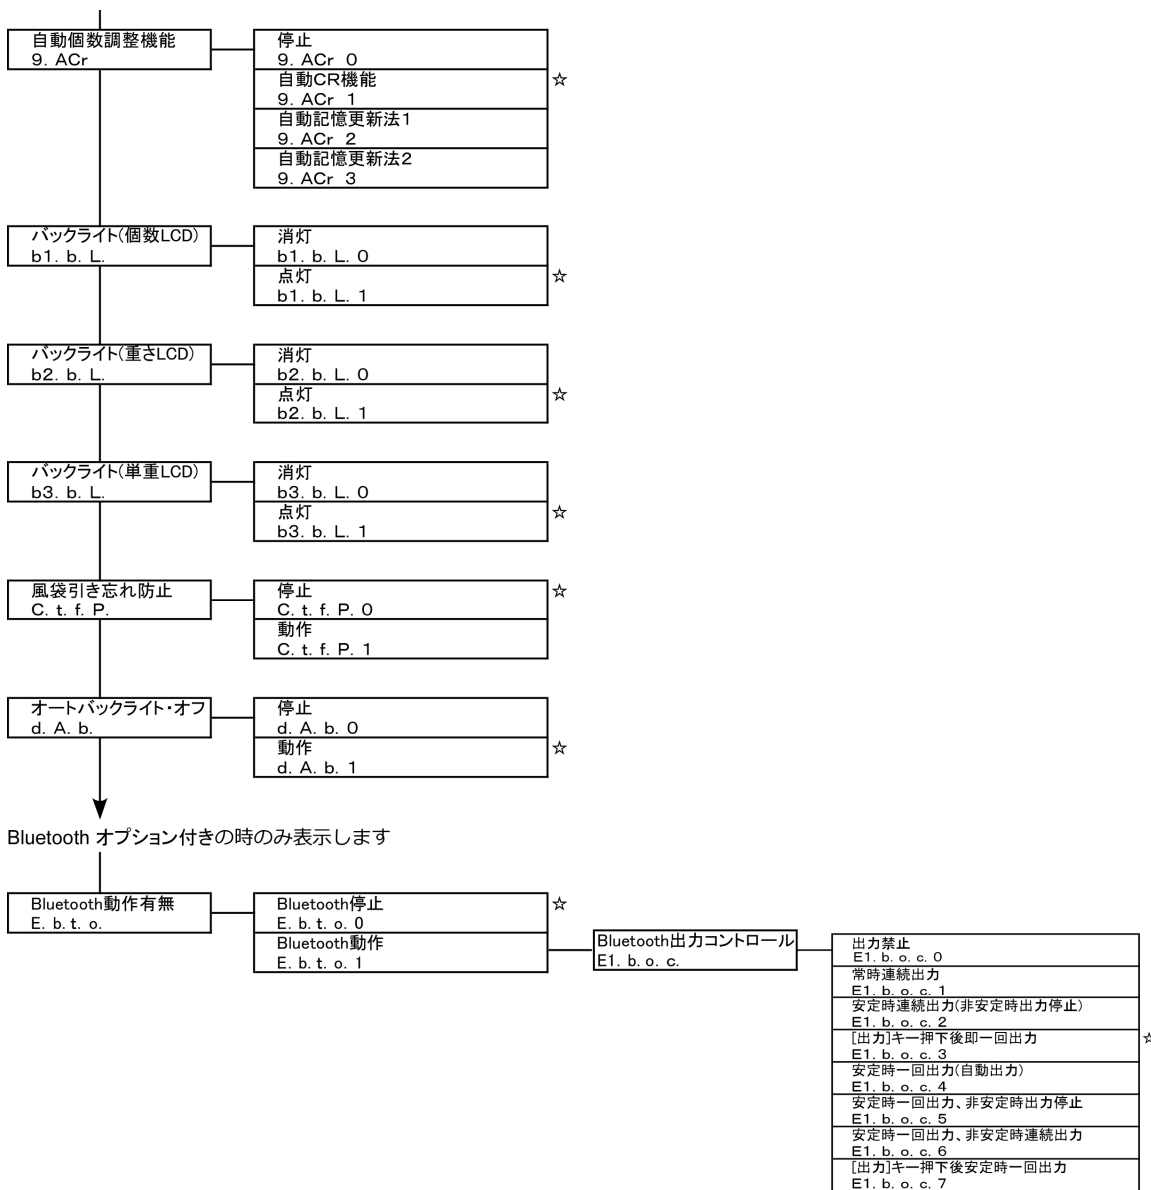 自動個数調整機能
9. ACr
停止
9. ACr 0
自動CR機能
9. ACr 1
☆
自動記憶更新法1
9. ACr 2
自動記憶更新法2
9. ACr 3
バックライト(個数LCD)
b1. b. L.
消灯
b1. b. L. 0
点灯
b1. b. L. 1
☆
バックライト(重さLCD)
b2. b. L.
消灯
b2. b. L. 0
点灯
b2. b. L. 1
☆
バックライト(単重LCD)
b3. b. L.
消灯
b3. b. L. 0
点灯
b3. b. L. 1
☆
風袋引き忘れ防止
C. t. f. P.
停止
C. t. f. P. 0
☆
動作
C. t. f. P. 1
オートバックライト・オフ
d. A. b.
停止
d. A. b. 0
動作
d. A. b. 1
☆
Bluetooth オプション付きの時のみ表示します
Bluetooth動作有無
E. b. t. o.
Bluetooth停止
E. b. t. o. 0
☆
Bluetooth動作
E. b. t. o. 1
Bluetooth出力コントロール
E1. b. o. c.
出力禁止
E1. b. o. c. 0
常時連続出力
E1. b. o. c. 1
安定時連続出力(非安定時出力停止)
E1. b. o. c. 2
[出力]キー押下後即一回出力
E1. b. o. c. 3
☆
安定時一回出力(自動出力)
E1. b. o. c. 4
安定時一回出力、非安定時出力停止
E1. b. o. c. 5
安定時一回出力、非安定時連続出力
E1. b. o. c. 6
[出力]キー押下後安定時一回出力
E1. b. o. c. 7